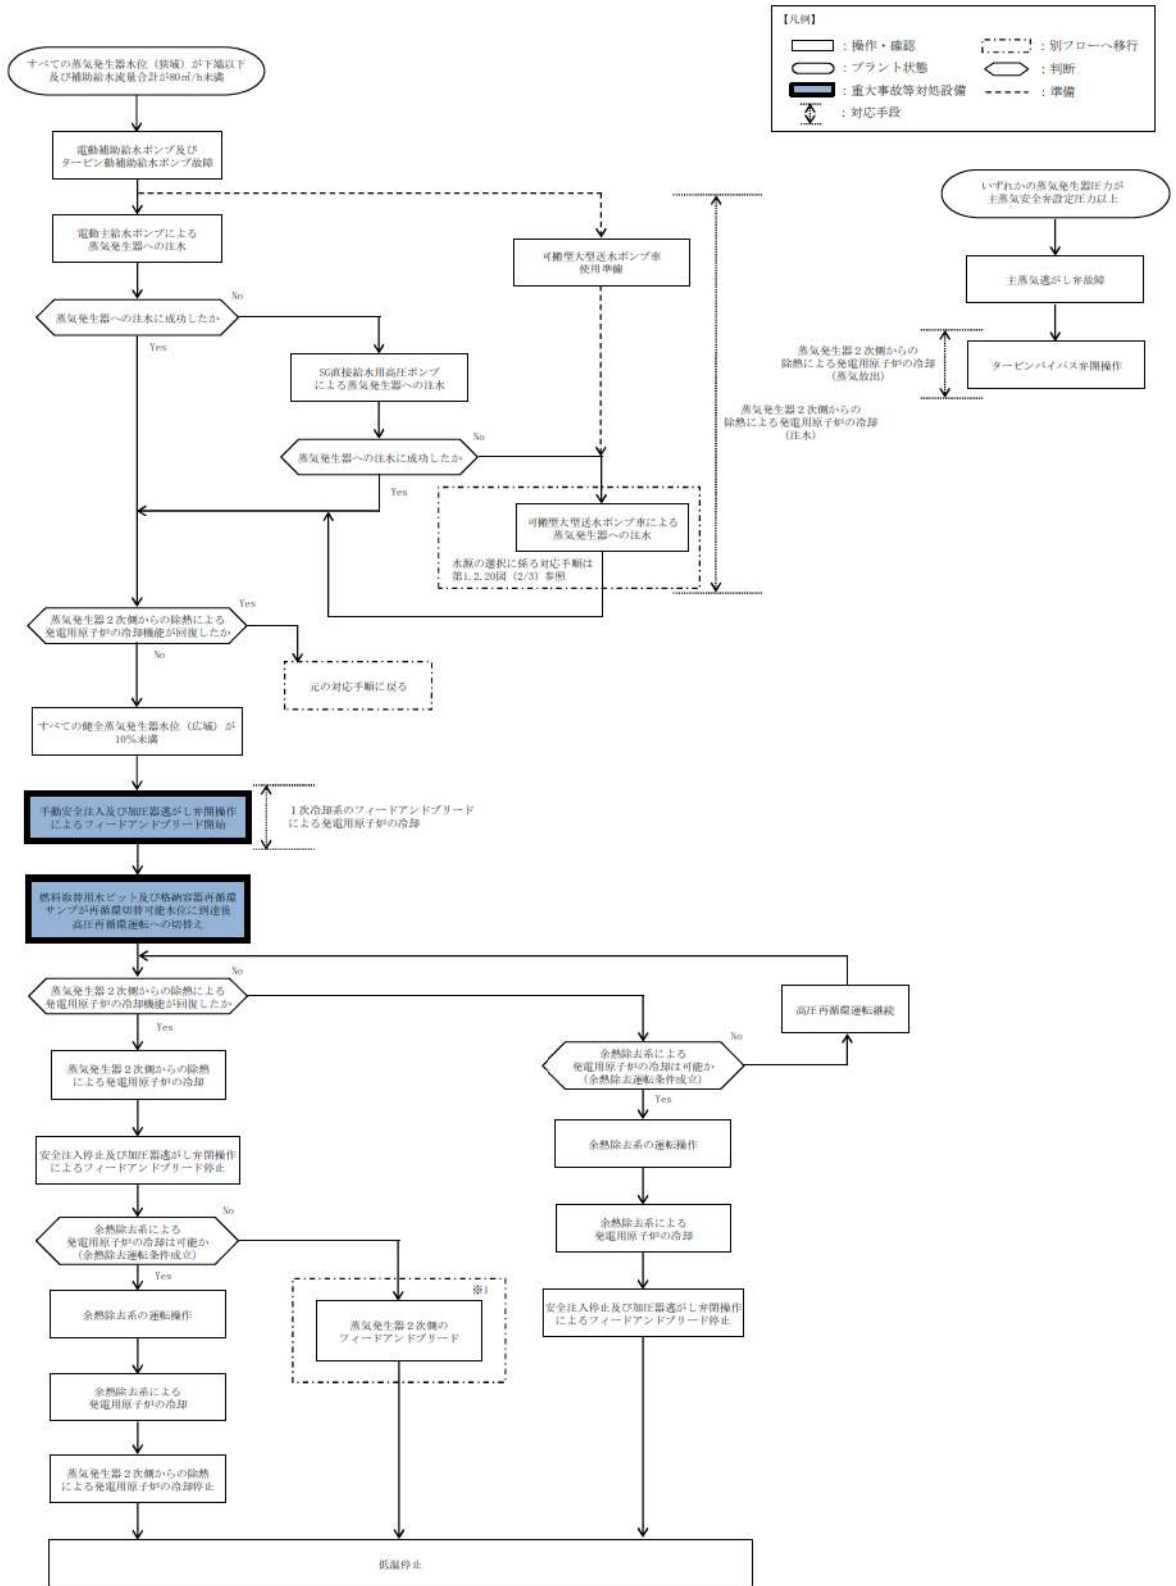 【凡例】
：操作・確認
：別フローへ移行
：プラント状態
：判断
：重大事故等対処設備
：準備
：対応手段
すべての蒸気発生器水位（狭域）が下端以下
及び補助給水流量合計が80㎥/h未満
電動補助給水ポンプ及び
タービン動補助給水ポンプ故障
電動主給水ポンプによる
蒸気発生器への注水
可搬型大型送水ポンプ車
使用準備
蒸気発生器への注水に成功したか
No
Yes
SG直接給水用高圧ポンプ
による蒸気発生器への注水
蒸気発生器への注水に成功したか
No
Yes
可搬型大型送水ポンプ車による
蒸気発生器への注水
水源の選択に係る対応手順は
第1.2.20図（2/3）参照
蒸気発生器２次側からの
除熱による発電用原子炉の冷却
（注水）
いずれかの蒸気発生器圧力が
主蒸気安全弁設定圧力以上
主蒸気逃がし弁故障
タービンバイパス弁開操作
蒸気発生器２次側からの
除熱による発電用原子炉の冷却
（蒸気放出）
蒸気発生器２次側からの除熱による
発電用原子炉の冷却機能が回復したか
Yes
No
元の対応手順に戻る
すべての健全蒸気発生器水位（広域）が
10％未満
手動安全注入及び加圧器逃がし弁開操作
によるフィードアンドブリード開始
１次冷却系のフィードアンドブリード
による発電用原子炉の冷却
燃料取替用水ピット及び格納容器再循環
サンプが再循環切替可能水位に到達後
高圧再循環運転への切替え
蒸気発生器２次側からの除熱による
発電用原子炉の冷却機能が回復したか
No
Yes
高圧再循環運転継続
余熱除去系による
発電用原子炉の冷却は可能か
（余熱除去運転条件成立）
No
Yes
蒸気発生器２次側からの除熱
による発電用原子炉の冷却
余熱除去系の運転操作
安全注入停止及び加圧器逃がし弁閉操作
によるフィードアンドブリード停止
余熱除去系による
発電用原子炉の冷却
余熱除去系による
発電用原子炉の冷却は可能か
（余熱除去運転条件成立）
No
Yes
安全注入停止及び加圧器逃がし弁閉操作
によるフィードアンドブリード停止
余熱除去系の運転操作
※1
蒸気発生器２次側の
フィードアンドブリード
余熱除去系による
発電用原子炉の冷却
蒸気発生器２次側からの除熱
による発電用原子炉の冷却停止
低温停止